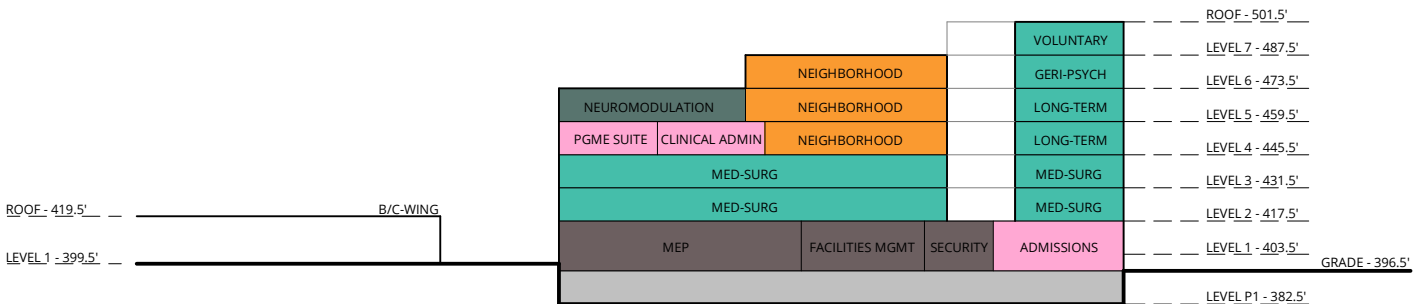 ROOF - 501.5'
VOLUNTARY
LEVEL 7 - 487.5'
NEIGHBORHOOD GERI-PSYCH
LEVEL 6 - 473.5'
NEUROMODULATION NEIGHBORHOOD LONG-TERM
LEVEL 5 - 459.5'
PGME SUITE CLINICAL ADMIN NEIGHBORHOOD LONG-TERM
LEVEL 4 - 445.5'
MED-SURG MED-SURG
LEVEL 3 - 431.5'
MED-SURG MED-SURG
ROOF - 419.5' B/C-WING
LEVEL 2 - 417.5'
MEP FACILITIES MGMT SECURITY ADMISSIONS
LEVEL 1 - 403.5'
LEVEL 1 - 399.5'
GRADE - 396.5'
LEVEL P1 - 382.5'